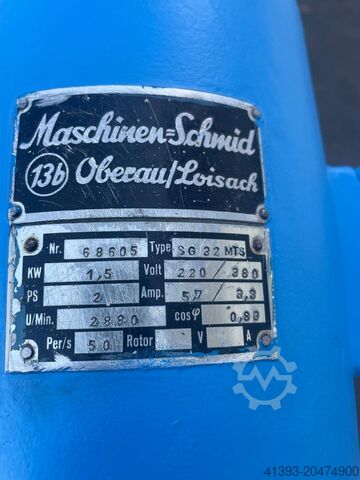 Maschinen=Schmid
13b Oberau/Loisach
Nr. 68605 Type SG 32 MTS
KW 1,5 Volt 220/380
PS 2 Amp. 5,7 / 3,3
U/Min. 2880 cosφ 0,83
Per/s 50 Rotor V A
41393-20474900